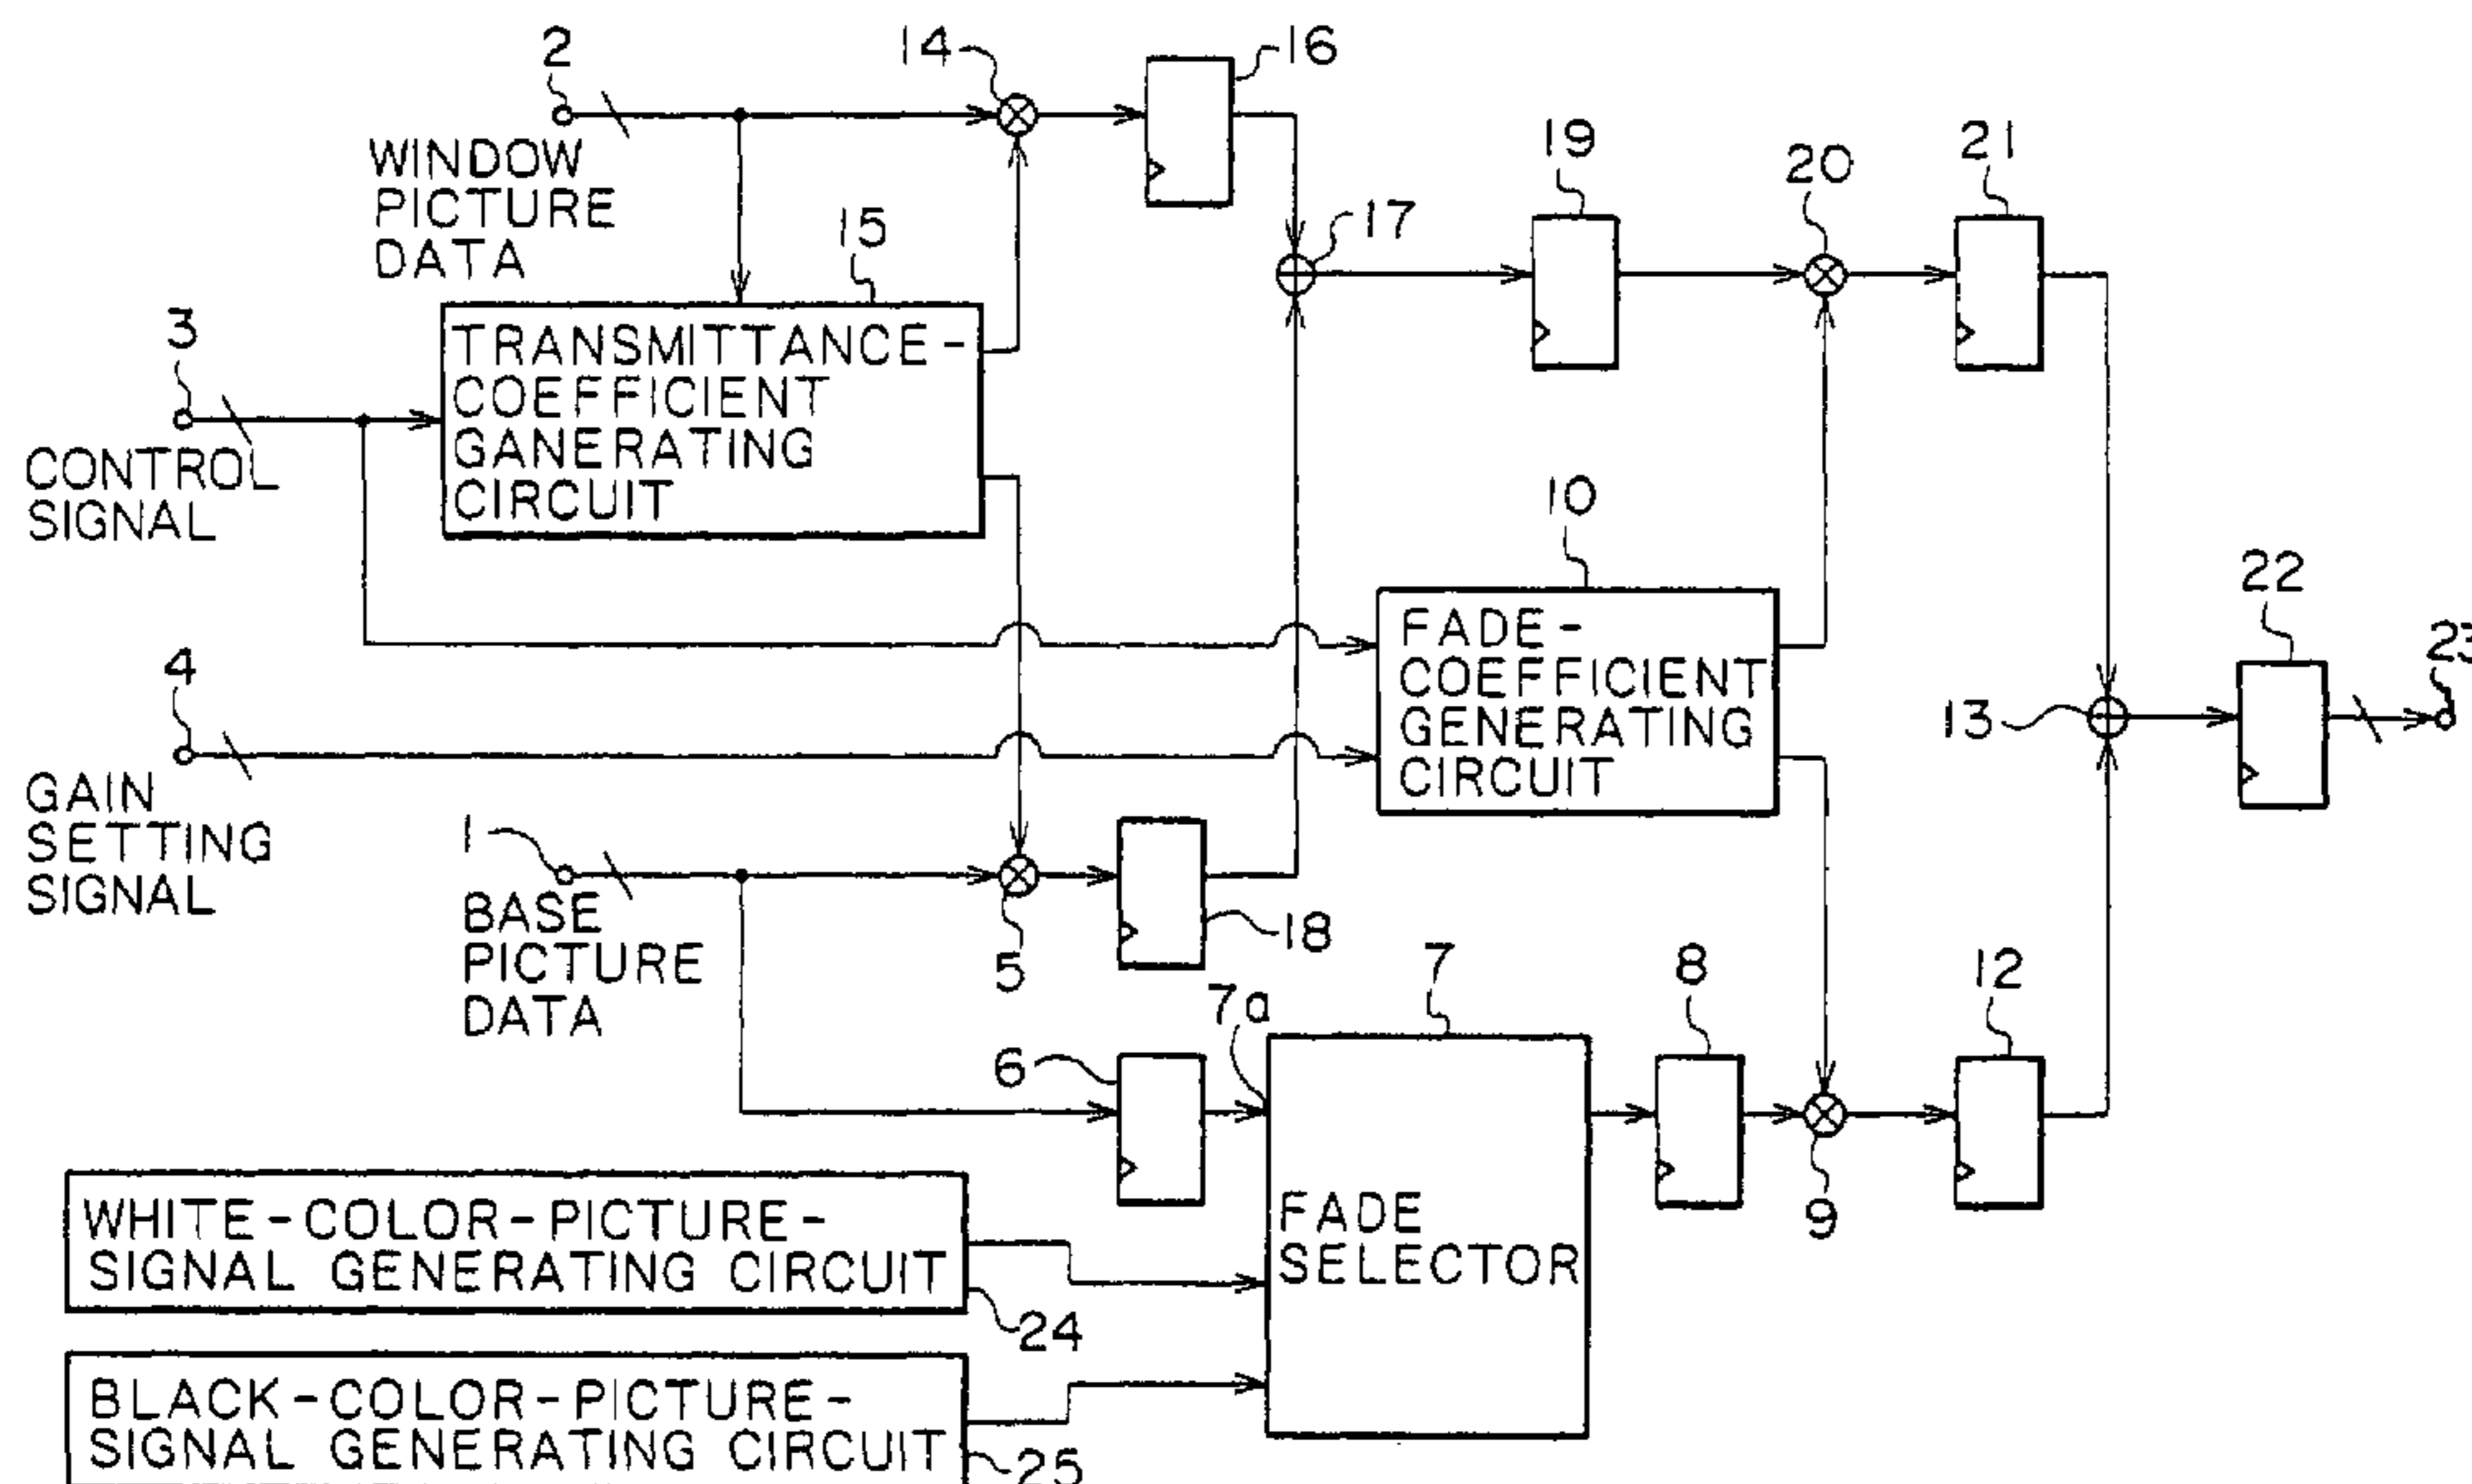 2
14
16
WINDOW
PICTURE
DATA
15
17
19
20
21
3
CONTROL
SIGNAL
TRANSMITTANCE-
COEFFICIENT
GANERATING
CIRCUIT
10
4
GAIN
SETTING
SIGNAL
FADE-
COEFFICIENT
GENERATING
CIRCUIT
22
23
13
1
BASE
PICTURE
DATA
5
18
7
7a
8
12
6
FADE
SELECTOR
9
WHITE-COLOR-PICTURE-
SIGNAL GENERATING CIRCUIT
24
BLACK-COLOR-PICTURE-
SIGNAL GENERATING CIRCUIT
25